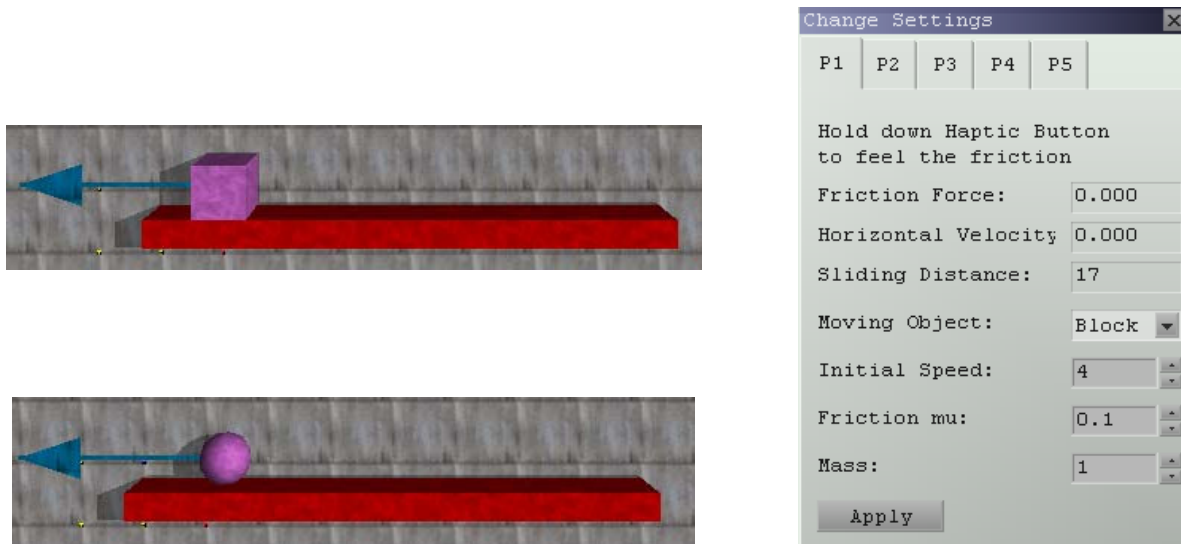 Change Settings
P1 P2 P3 P4 P5
Hold down Haptic Button
to feel the friction
Friction Force: 0.000
Horizontal Velocity 0.000
Sliding Distance: 17
Moving Object: Block
Initial Speed: 4
Friction mu: 0.1
Mass: 1
Apply